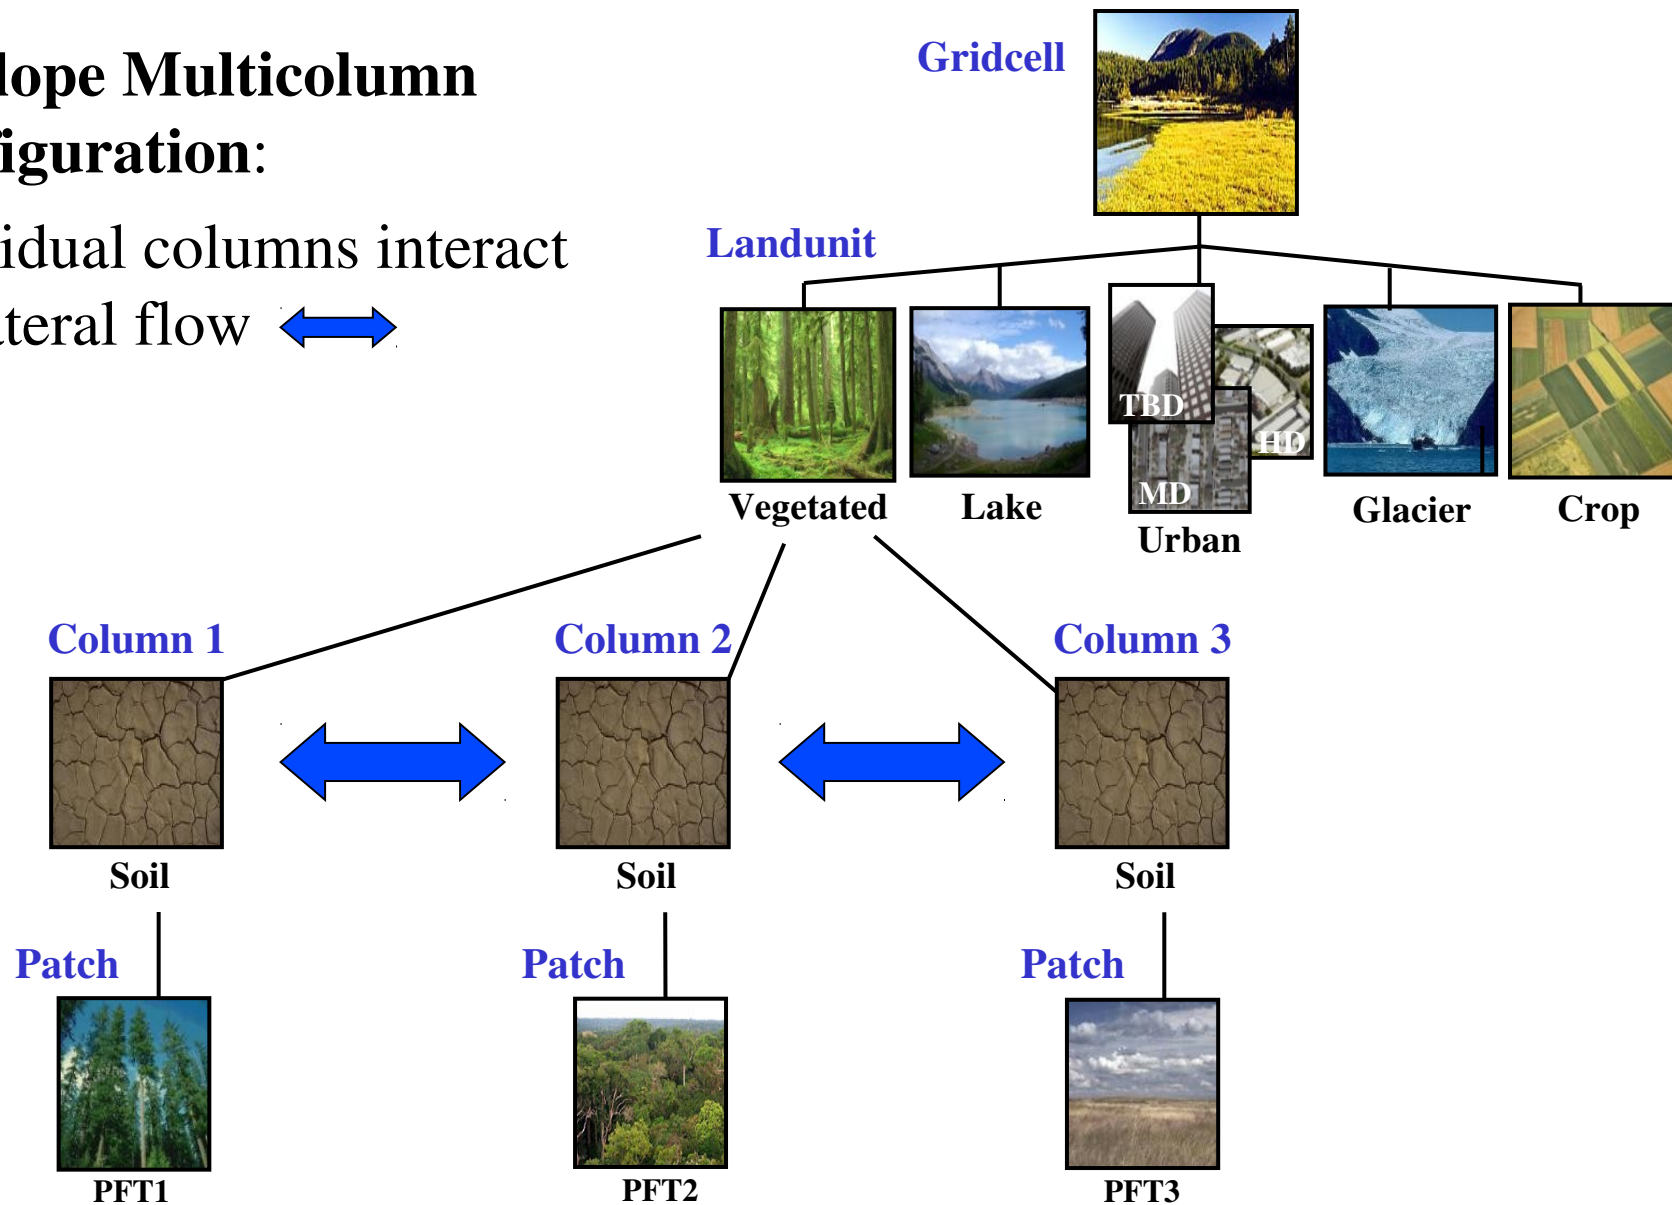 lope Multicolumn
iguration:
idual columns interact
teral flow
Gridcell
Landunit
TBD
HD
MD
Vegetated
Lake
Urban
Glacier
Crop
Column 1
Column 2
Column 3
Soil
Soil
Soil
Patch
Patch
Patch
PFT1
PFT2
PFT3